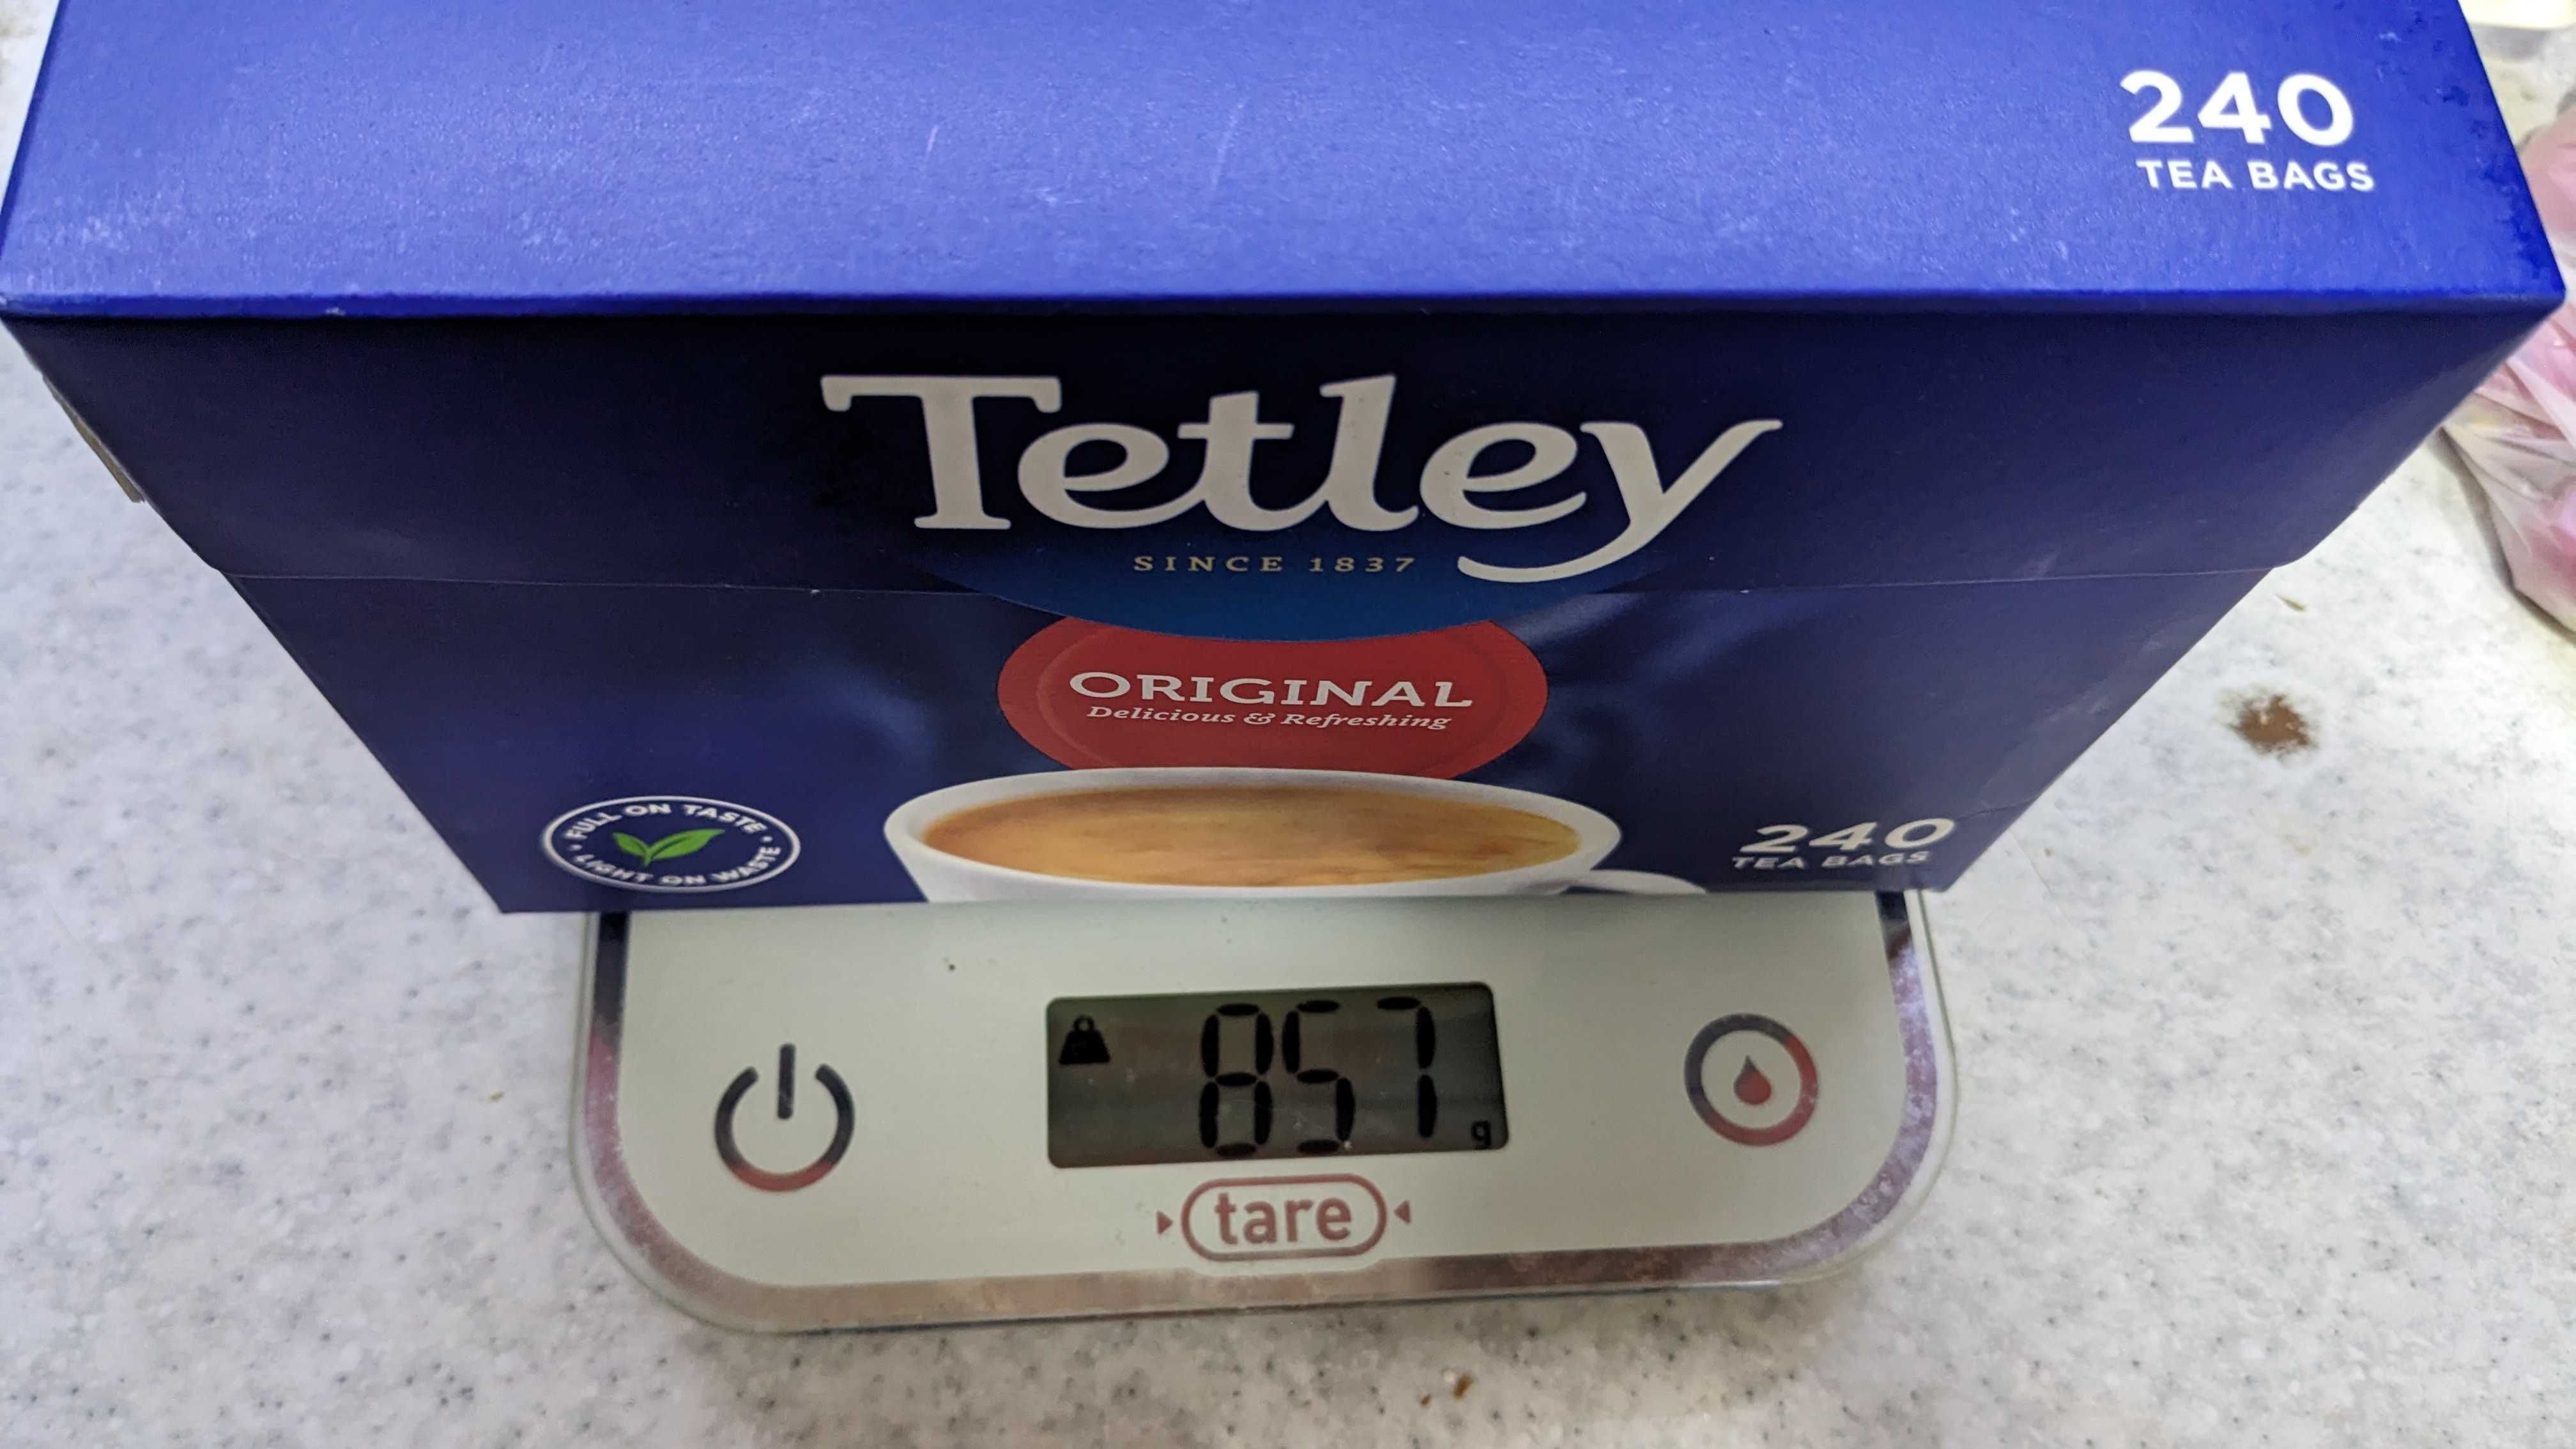 240
TEA BAGS
Tetley
SINCE 1837
ORIGINAL
Delicious & Refreshing
FULL ON TASTE
LIGHT ON WASTE
240
TEA BAGS
857 g
tare